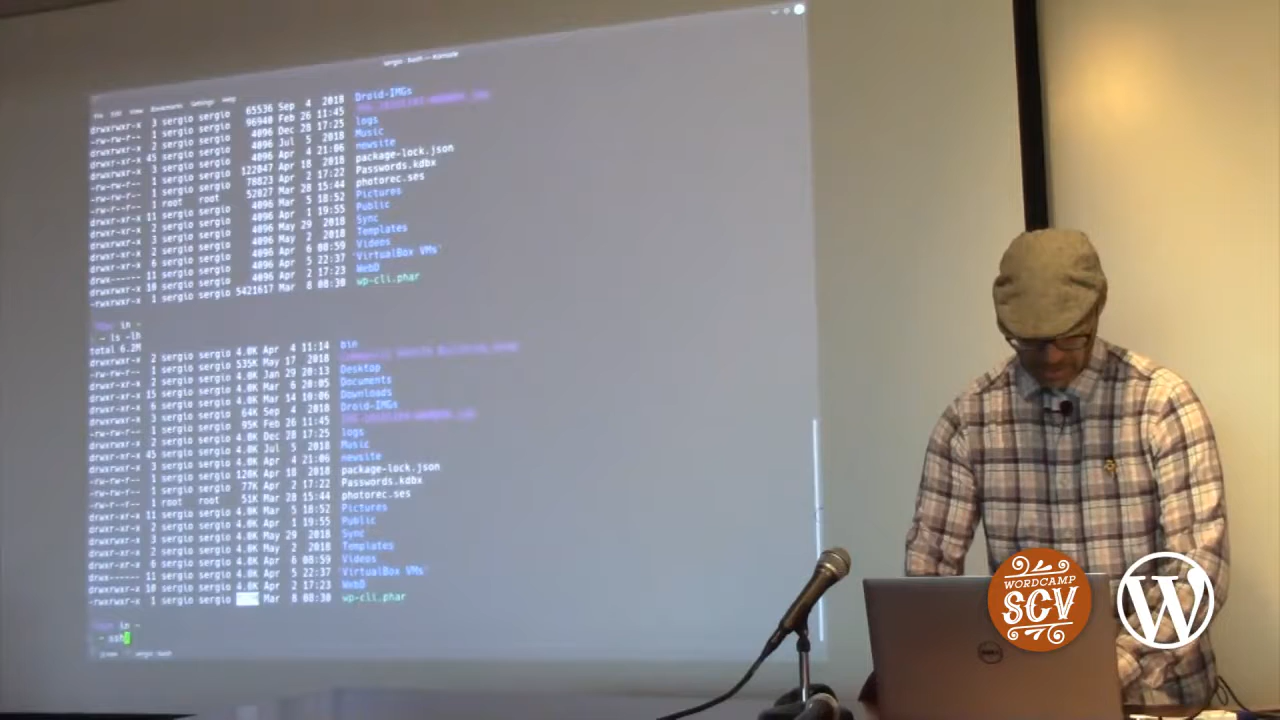 sergio : bash — Konsole
File Edit View Bookmarks Settings Help
drwxrwxr-x 3 sergio sergio 65536 Sep 4 2018 Droid-IMGs
-rw-rw-r-- 1 sergio sergio 96940 Feb 26 11:45
drwxrwxr-x 2 sergio sergio 4096 Dec 28 17:25 logs
drwxr-xr-x 2 sergio sergio 4096 Jul 5 2018 Music
drwxr-xr-x 45 sergio sergio 4096 Apr 4 21:06 newsite
-rw-rw-r-- 1 sergio sergio 122847 Apr 18 2018 package-lock.json
-rw-rw-r-- 1 sergio sergio 78823 Apr 2 17:22 Passwords.kdbx
-rw-r--r-- 1 root root 52027 Mar 28 15:44 photorec.ses
drwxr-xr-x 11 sergio sergio 4096 Mar 5 18:52 Pictures
drwxr-xr-x 2 sergio sergio 4096 Apr 1 19:55 Public
drwxrwxr-x 3 sergio sergio 4096 May 29 2018 Sync
drwxr-xr-x 2 sergio sergio 4096 May 2 2018 Templates
drwxr-xr-x 6 sergio sergio 4096 Apr 6 08:59 Videos
drwx------ 11 sergio sergio 4096 Apr 5 22:37 'VirtualBox VMs'
drwxrwxr-x 10 sergio sergio 4096 Apr 2 17:23 WebD
-rwxrwxr-x 1 sergio sergio 5421617 Mar 8 08:30 wp-cli.phar
in ~
→ ls -lh
total 6.2M
drwxrwxr-x 2 sergio sergio 4.0K Apr 4 11:14 bin
-rw-rw-r-- 1 sergio sergio 535K May 17 2018
drwxr-xr-x 2 sergio sergio 4.0K Jan 29 20:13 Desktop
drwxr-xr-x 15 sergio sergio 4.0K Mar 6 20:05 Documents
drwxr-xr-x 6 sergio sergio 4.0K Mar 14 10:06 Downloads
drwxrwxr-x 3 sergio sergio 64K Sep 4 2018 Droid-IMGs
-rw-rw-r-- 1 sergio sergio 95K Feb 26 11:45
drwxrwxr-x 2 sergio sergio 4.0K Dec 28 17:25 logs
drwxr-xr-x 45 sergio sergio 4.0K Jul 5 2018 Music
drwxrwxr-x 3 sergio sergio 4.0K Apr 4 21:06 newsite
-rw-rw-r-- 1 sergio sergio 120K Apr 18 2018 package-lock.json
-rw-rw-r-- 1 sergio sergio 77K Apr 2 17:22 Passwords.kdbx
-rw-r--r-- 1 root root 51K Mar 28 15:44 photorec.ses
drwxr-xr-x 11 sergio sergio 4.0K Mar 5 18:52 Pictures
drwxr-xr-x 2 sergio sergio 4.0K Apr 1 19:55 Public
drwxrwxr-x 3 sergio sergio 4.0K May 29 2018 Sync
drwxr-xr-x 2 sergio sergio 4.0K May 2 2018 Templates
drwxr-xr-x 6 sergio sergio 4.0K Apr 6 08:59 Videos
drwx------ 11 sergio sergio 4.0K Apr 5 22:37 'VirtualBox VMs'
drwxrwxr-x 10 sergio sergio 4.0K Apr 2 17:23 WebD
-rwxrwxr-x 1 sergio sergio Mar 8 08:30 wp-cli.phar
in ~
→ ssh
sergio : bash
WORDCAMP
SCV
W
DELL